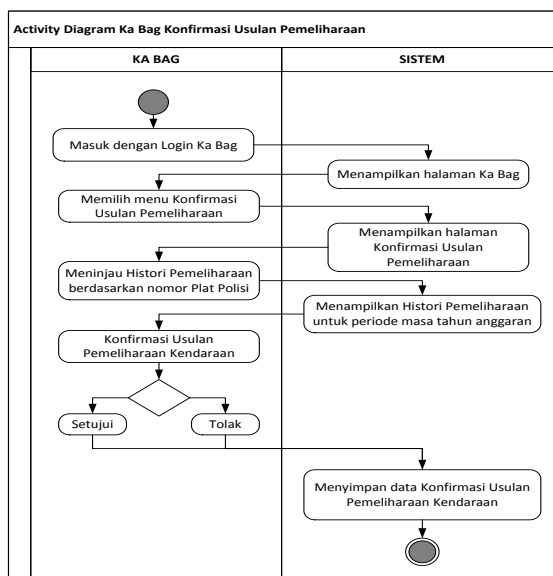 Activity Diagram Ka Bag Konfirmasi Usulan Pemeliharaan
KA BAG
SISTEM
Masuk dengan Login Ka Bag
Menampilkan halaman Ka Bag
Memilih menu Konfirmasi
Usulan Pemeliharaan
Menampilkan halaman
Konfirmasi Usulan
Pemeliharaan
Meninjau Histori Pemeliharaan
berdasarkan nomor Plat Polisi
Menampilkan Histori Pemeliharaan
untuk periode masa tahun anggaran
Konfirmasi Usulan
Pemeliharaan Kendaraan
Setujui
Tolak
Menyimpan data Konfirmasi Usulan
Pemeliharaan Kendaraan